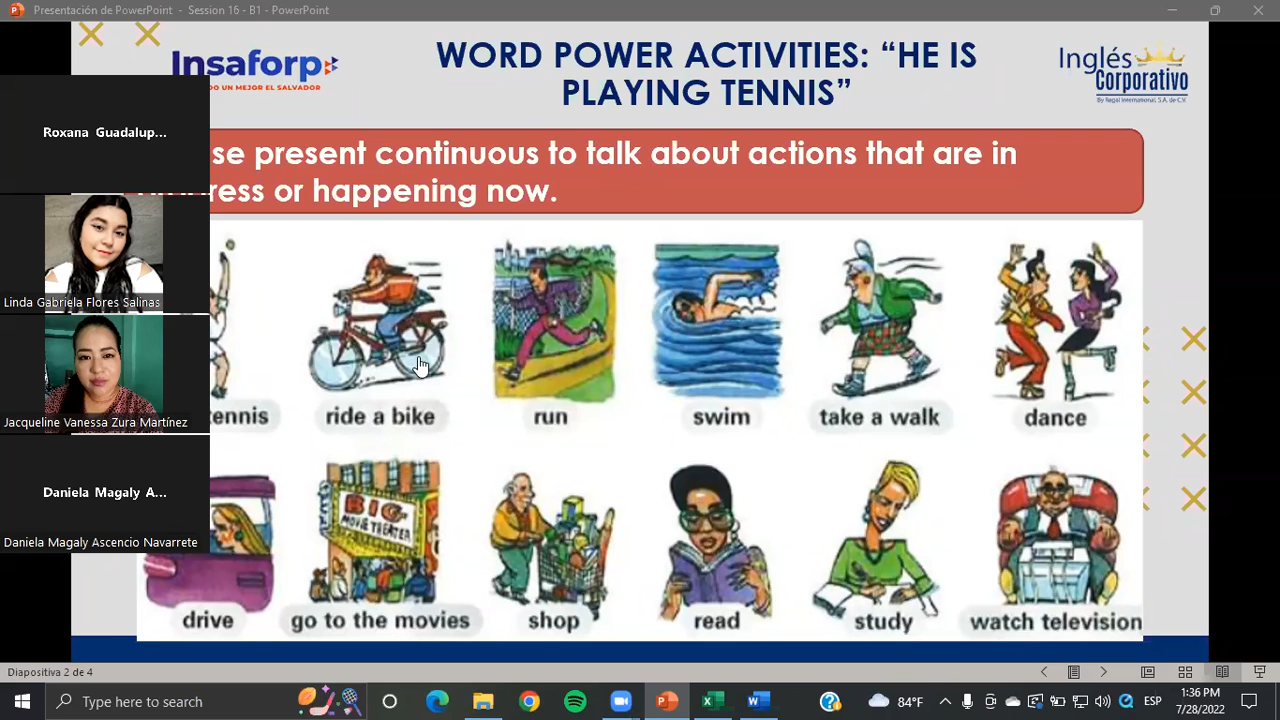 Presentación de PowerPoint - Session 16 - B1 - PowerPoint
Insaforp
DO UN MEJOR EL SALVADOR
WORD POWER ACTIVITIES: “HE IS
PLAYING TENNIS”
Inglés
Corporativo
By Regal International, S.A. de C.V.
se present continuous to talk about actions that are in
ress or happening now.
Roxana Guadalup...
Linda Gabriela Flores Salinas
Jacqueline Vanessa Zura Martínez
Daniela Magaly A...
Daniela Magaly Ascencio Navarrete
tennis
ride a bike
run
swim
take a walk
dance
BIG
MOVIE THEATER
drive
go to the movies
shop
read
study
watch television
Diapositiva 2 de 4
Type here to search
84°F
ESP
1:36 PM
7/28/2022